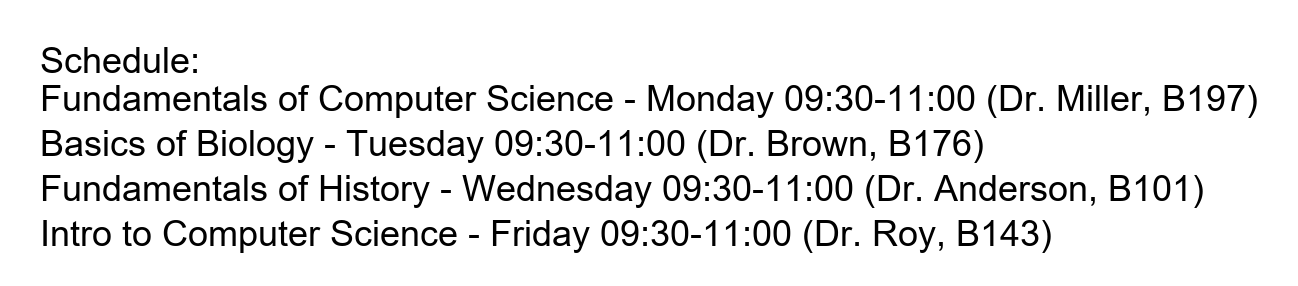 Schedule:
Fundamentals of Computer Science - Monday 09:30-11:00 (Dr. Miller, B197)
Basics of Biology - Tuesday 09:30-11:00 (Dr. Brown, B176)
Fundamentals of History - Wednesday 09:30-11:00 (Dr. Anderson, B101)
Intro to Computer Science - Friday 09:30-11:00 (Dr. Roy, B143)